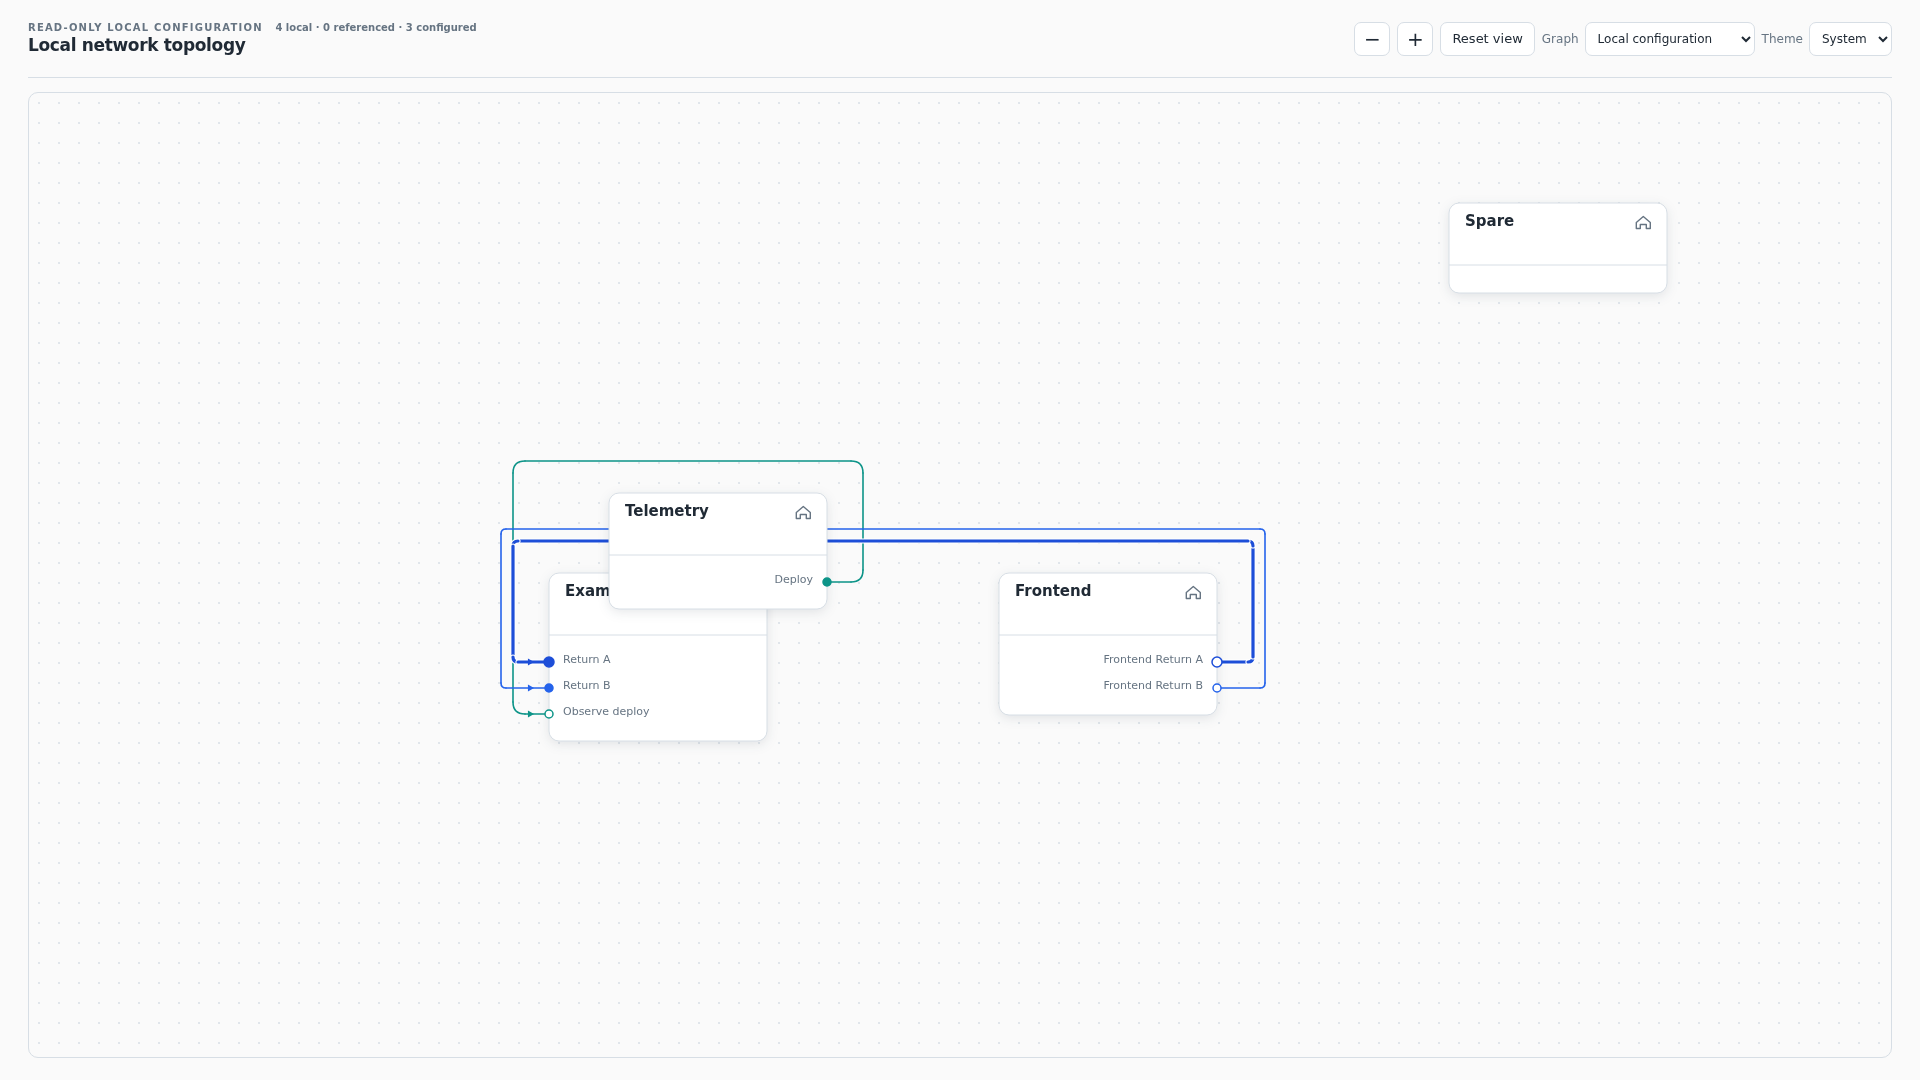 READ-ONLY LOCAL CONFIGURATION 4 local · 0 referenced · 3 configured
Local network topology
− + Reset view Graph Local configuration Theme System
Spare
Telemetry
Deploy
Exam
Return A
Return B
Observe deploy
Frontend
Frontend Return A
Frontend Return B